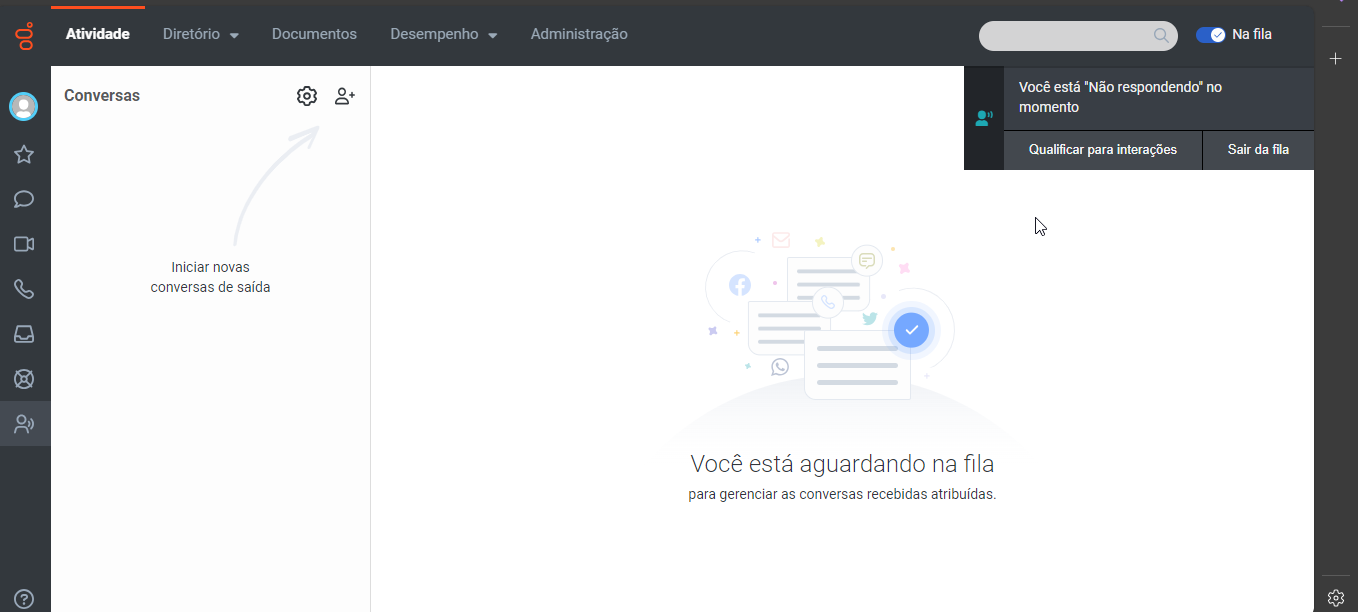 Atividade
Diretório
Documentos
Desempenho
Administração
Na fila
Conversas
Você está "Não respondendo" no
momento
Qualificar para interações
Sair da fila
Iniciar novas
conversas de saída
Você está aguardando na fila
para gerenciar as conversas recebidas atribuídas.